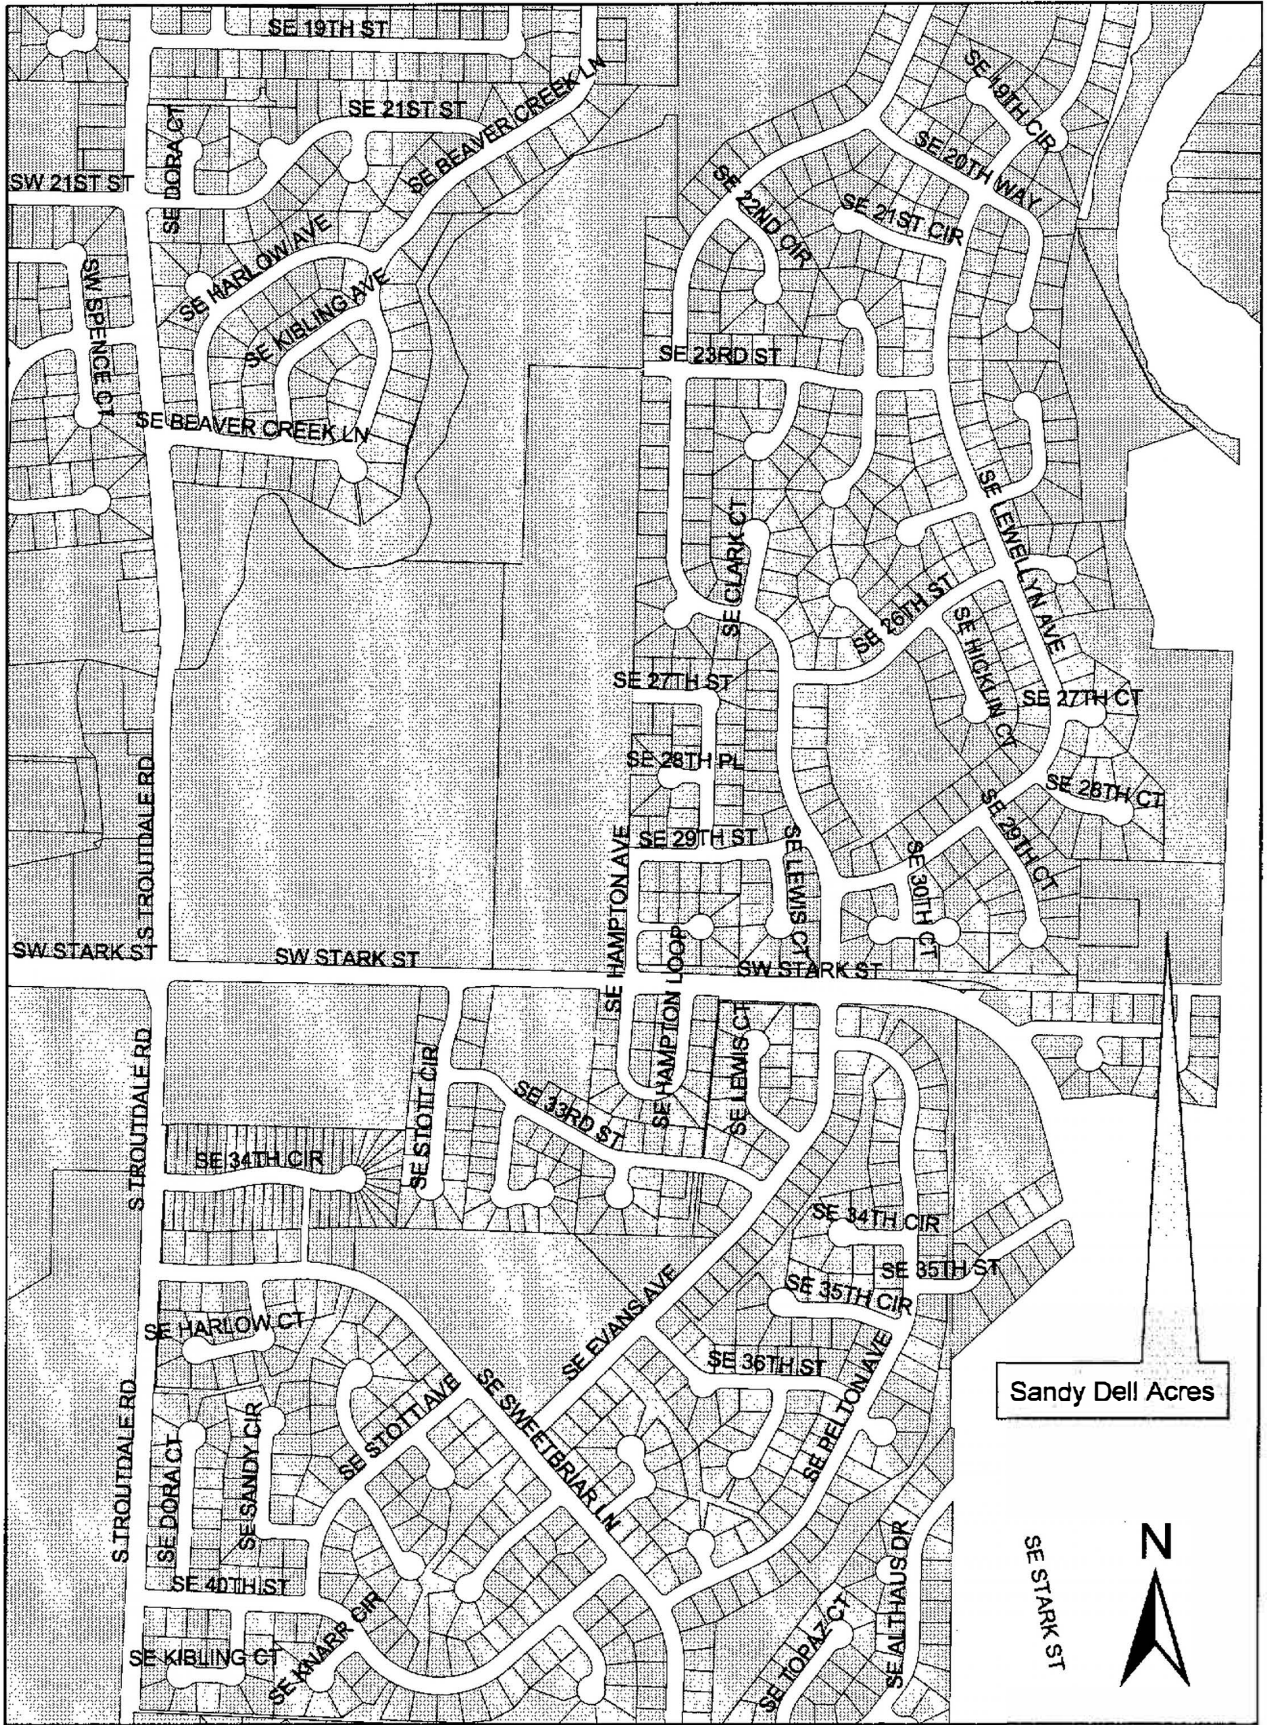 SE 19TH ST
SE 19TH CIR
SE 21ST ST
SE BEAVER CREEK LN
SE DORA CT
SW 21ST ST
SE 20TH WAY
SE 22ND CIR
SE 21ST CIR
SE HARLOW AVE
SE KIBLING AVE
SW SPENCE CT
SE 23RD ST
SE BEAVER CREEK LN
SE CLARK CT
SE LEWELLYN AVE
SE 26TH ST
SE HICKLIN CT
SE 27TH ST
SE 27TH CT
SE 28TH PL
SE 28TH CT
S TROUTDALE RD
SE HAMPTON AVE
SE 29TH ST
SE LEWIS CT
SE 29TH CT
SE 30TH CT
SW STARK ST
SW STARK ST
SW STARK ST
SE HAMPTON LOOP
SE LEWIS CT
S TROUTDALE RD
SE STOTT CIR
SE 33RD ST
SE 34TH CIR
SE 34TH CIR
SE 35TH ST
SE 35TH CIR
SE HARLOW CT
SE EVANS AVE
SE 36TH ST
SE PELTON AVE
Sandy Dell Acres
S TROUTDALE RD
SE DORA CT
SE SANDY CIR
SE STOTT AVE
SE SWEETBRIAR LN
SE 40TH ST
SE KIBLING CT
SE KNARR CIR
SE TOPAZ CT
SE ALTHAUS DR
SE STARK ST
N